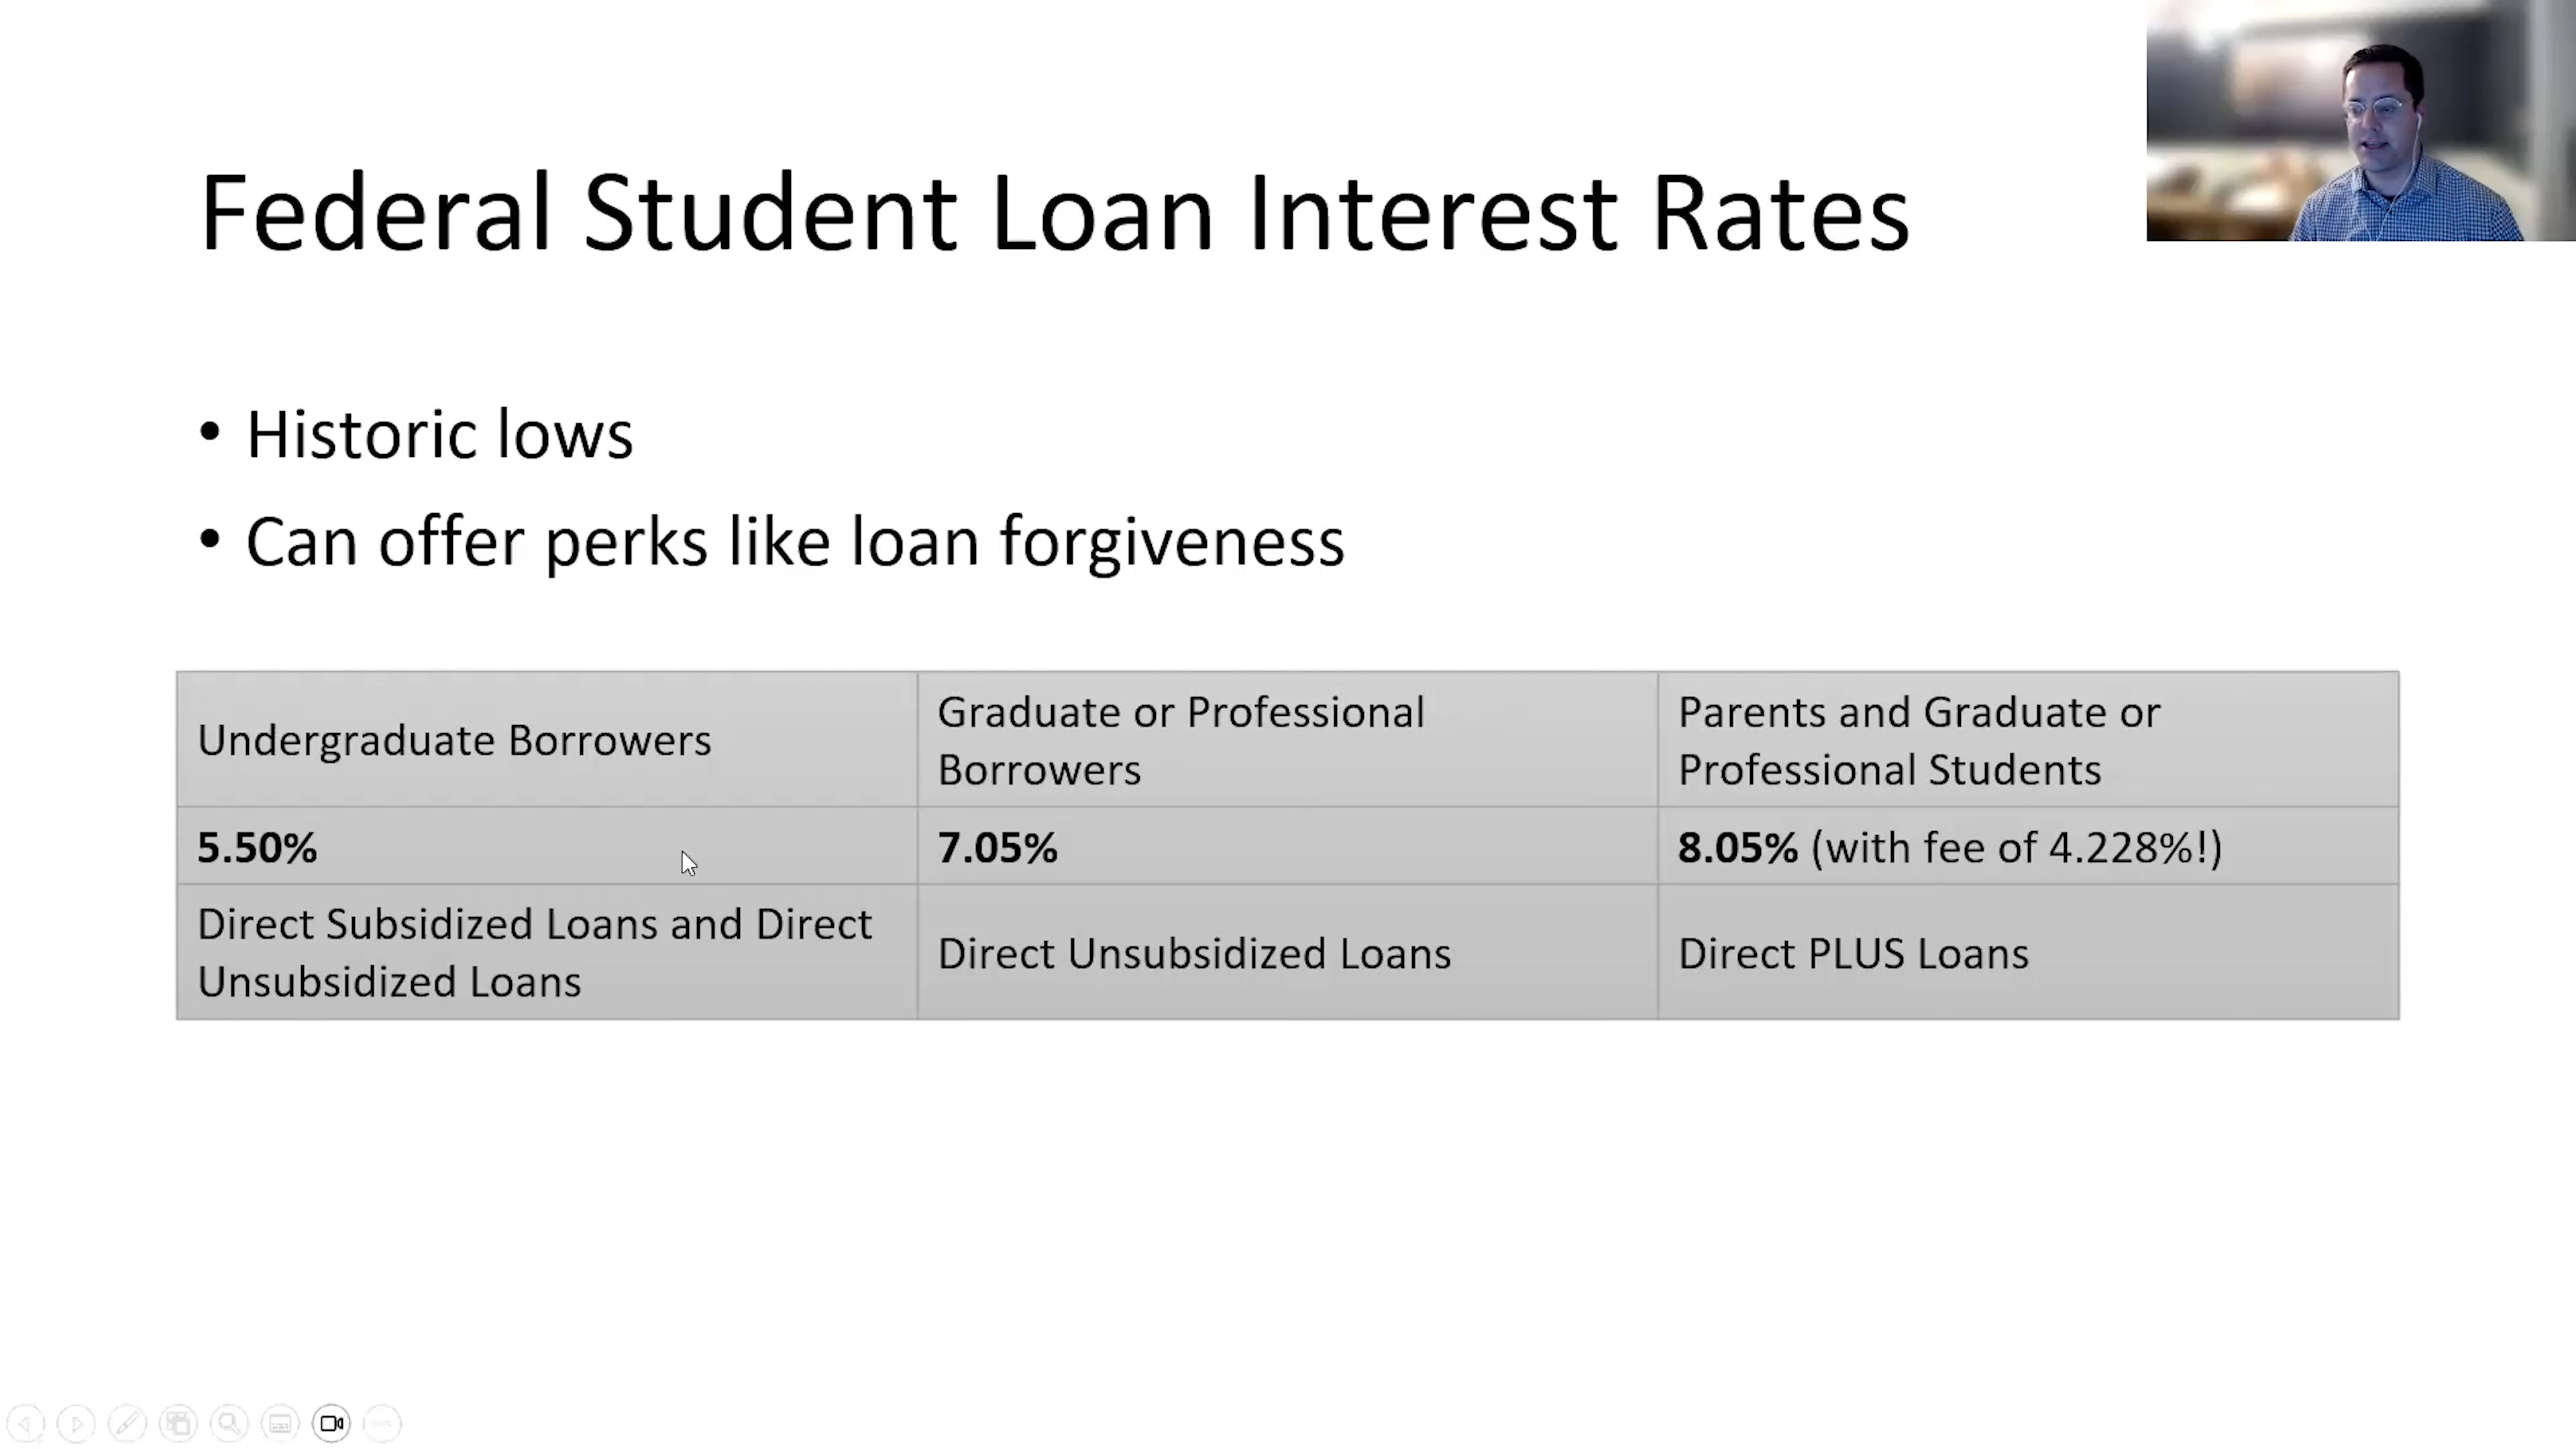 Federal Student Loan Interest Rates
• Historic lows
• Can offer perks like loan forgiveness
Undergraduate Borrowers
Graduate or Professional
Borrowers
Parents and Graduate or
Professional Students
5.50%
7.05%
8.05% (with fee of 4.228%!)
Direct Subsidized Loans and Direct
Unsubsidized Loans
Direct Unsubsidized Loans
Direct PLUS Loans